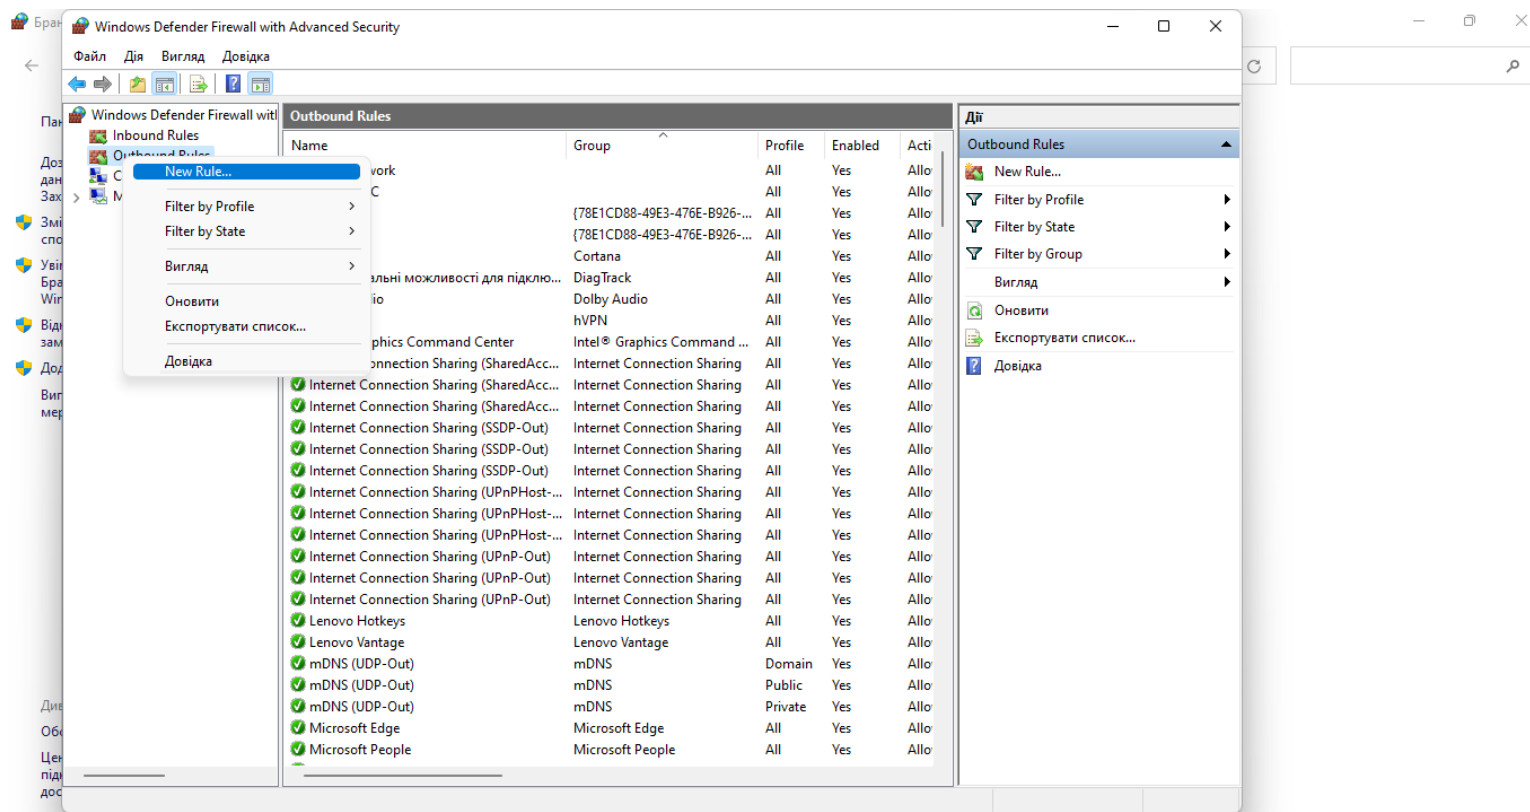 Windows Defender Firewall with Advanced Security
Файл Дія Вигляд Довідка
Windows Defender Firewall
Inbound Rules
Outbound Rules
New Rule...
Filter by Profile
Filter by State
Вигляд
Оновити
Експортувати список...
Довідка
Outbound Rules
Name Group Profile Enabled
All Yes
All Yes
{78E1CD88-49E3-476E-B926-... All Yes
{78E1CD88-49E3-476E-B926-... All Yes
Cortana All Yes
можливості для підклю... DiagTrack All Yes
Dolby Audio All Yes
hVPN All Yes
Command Center Intel® Graphics Command ... All Yes
Sharing (SharedAcc... Internet Connection Sharing All Yes
Internet Connection Sharing (SharedAcc... Internet Connection Sharing All Yes
Internet Connection Sharing (SharedAcc... Internet Connection Sharing All Yes
Internet Connection Sharing (SSDP-Out) Internet Connection Sharing All Yes
Internet Connection Sharing (SSDP-Out) Internet Connection Sharing All Yes
Internet Connection Sharing (SSDP-Out) Internet Connection Sharing All Yes
Internet Connection Sharing (UPnPHost-... Internet Connection Sharing All Yes
Internet Connection Sharing (UPnPHost-... Internet Connection Sharing All Yes
Internet Connection Sharing (UPnPHost-... Internet Connection Sharing All Yes
Internet Connection Sharing (UPnP-Out) Internet Connection Sharing All Yes
Internet Connection Sharing (UPnP-Out) Internet Connection Sharing All Yes
Internet Connection Sharing (UPnP-Out) Internet Connection Sharing All Yes
Lenovo Hotkeys Lenovo Hotkeys All Yes
Lenovo Vantage Lenovo Vantage All Yes
mDNS (UDP-Out) mDNS Domain Yes
mDNS (UDP-Out) mDNS Public Yes
mDNS (UDP-Out) mDNS Private Yes
Microsoft Edge Microsoft Edge All Yes
Microsoft People Microsoft People All Yes
Дії
Outbound Rules
New Rule...
Filter by Profile
Filter by State
Filter by Group
Вигляд
Оновити
Експортувати список...
Довідка